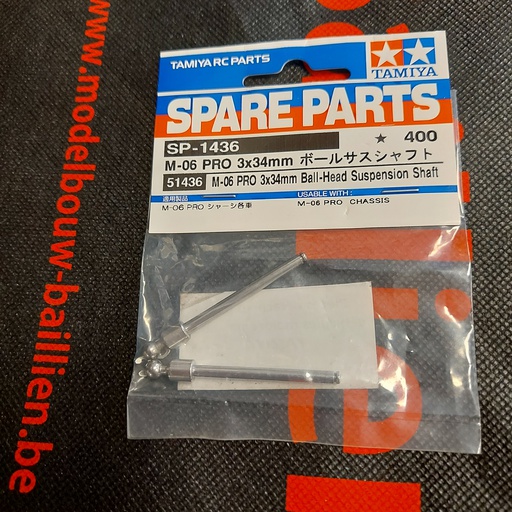 TAMIYA RC PARTS
TAMIYA
SPARE PARTS
SP-1436
★ 400
M-06 PRO 3x34mm ボールサスシャフト
51436 M-06 PRO 3x34mm Ball-Head Suspension Shaft
適用製品
M-06 PRO シャーシ各車
USABLE WITH :
M-06 PRO CHASSIS
www.modelbouw-baillien.be